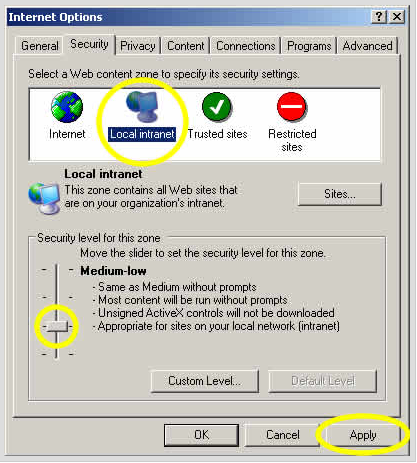 Internet Options
General Security Privacy Content Connections Programs Advanced
Select a Web content zone to specify its security settings.
Internet Local intranet Trusted sites Restricted sites
Local intranet
This zone contains all Web sites that
are on your organization's intranet.
Sites...
Security level for this zone
Move the slider to set the security level for this zone.
Medium-low
- Same as Medium without prompts
- Most content will be run without prompts
- Unsigned ActiveX controls will not be downloaded
- Appropriate for sites on your local network (intranet)
Custom Level... Default Level
OK Cancel Apply